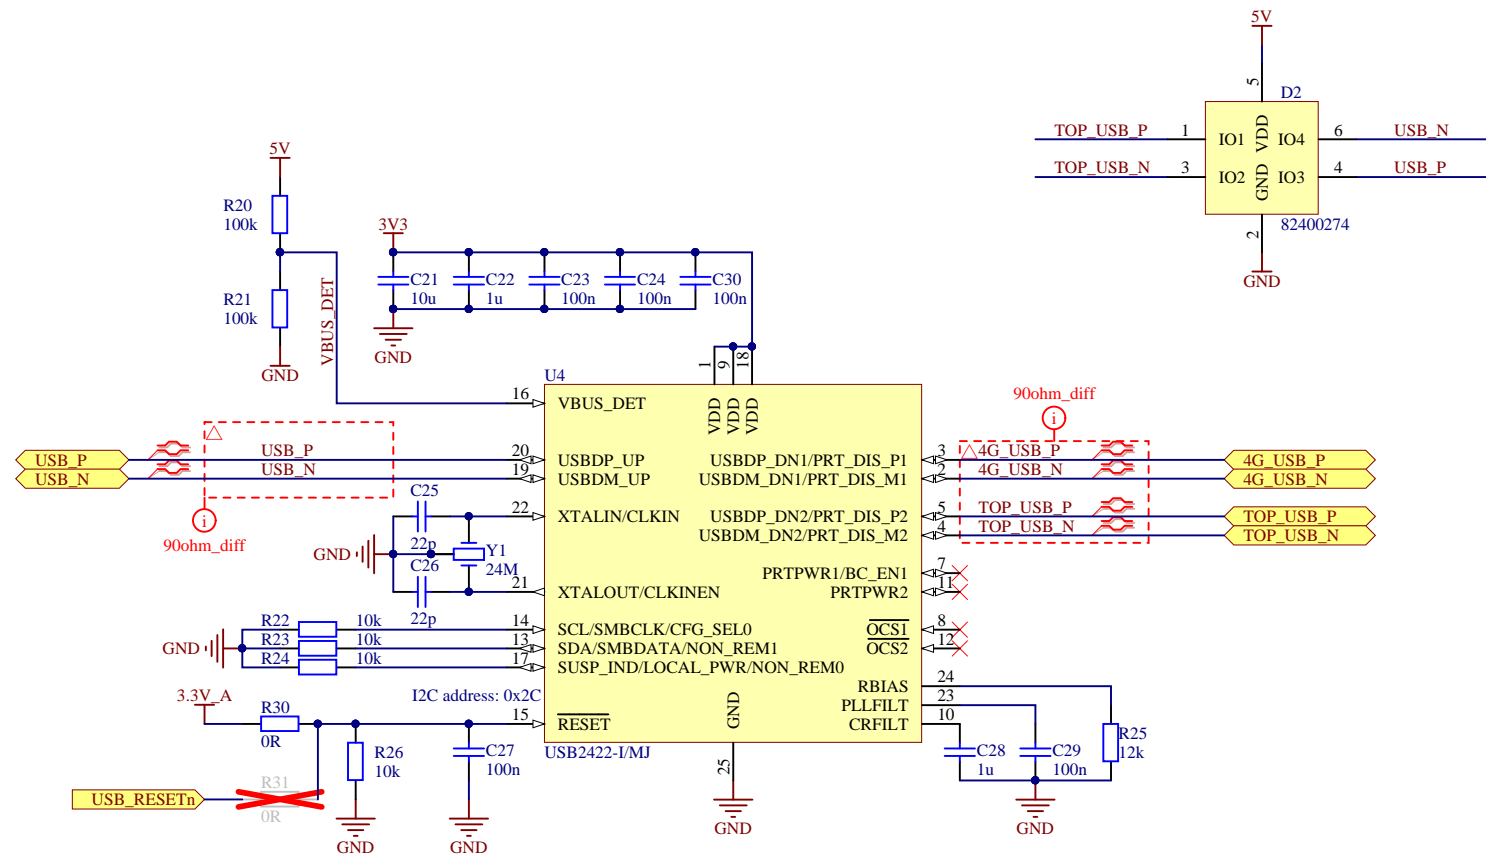 5V
5
D2
TOP_USB_P
1
IO1
VDD
IO4
6
USB_N
TOP_USB_N
3
IO2
GND
IO3
4
USB_P
2
82400274
GND
5V
R20
100k
R21
100k
GND
VBUS_DET
3V3
C21
10u
C22
1u
C23
100n
C24
100n
C30
100n
GND
U4
1
9
18
VDD
VDD
VDD
16
VBUS_DET
USB_P
USB_P
20
USBDP_UP
USB_N
USB_N
19
USBDM_UP
i
90ohm_diff
C25
22p
22
XTALIN/CLKIN
GND
Y1
24M
C26
22p
21
XTALOUT/CLKINEN
GND
R22
10k
14
SCL/SMBCLK/CFG_SEL0
R23
10k
13
SDA/SMBDATA/NON_REM1
R24
10k
17
SUSP_IND/LOCAL_PWR/NON_REM0
I2C address: 0x2C
3.3V_A
R30
0R
15
RESET
R26
10k
C27
100n
USB_RESETn
R31
0R
GND
GND
USB2422-I/MJ
GND
25
GND
90ohm_diff
i
USBDP_DN1/PRT_DIS_P1
3
4G_USB_P
4G_USB_P
USBDM_DN1/PRT_DIS_M1
2
4G_USB_N
4G_USB_N
USBDP_DN2/PRT_DIS_P2
5
TOP_USB_P
TOP_USB_P
USBDM_DN2/PRT_DIS_M2
4
TOP_USB_N
TOP_USB_N
PRTPWR1/BC_EN1
7
PRTPWR2
11
OCS1
8
OCS2
12
RBIAS
24
PLLFILT
23
CRFILT
10
C28
1u
C29
100n
R25
12k
GND